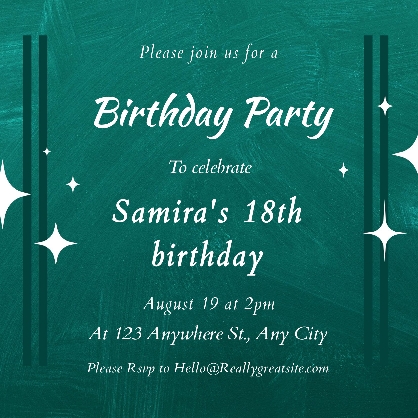 Please join us for a
Birthday Party
To celebrate
Samira's 18th
birthday
August 19 at 2pm
At 123 Anywhere St., Any City
Please Rsvp to Hello@Reallygreatsite.com